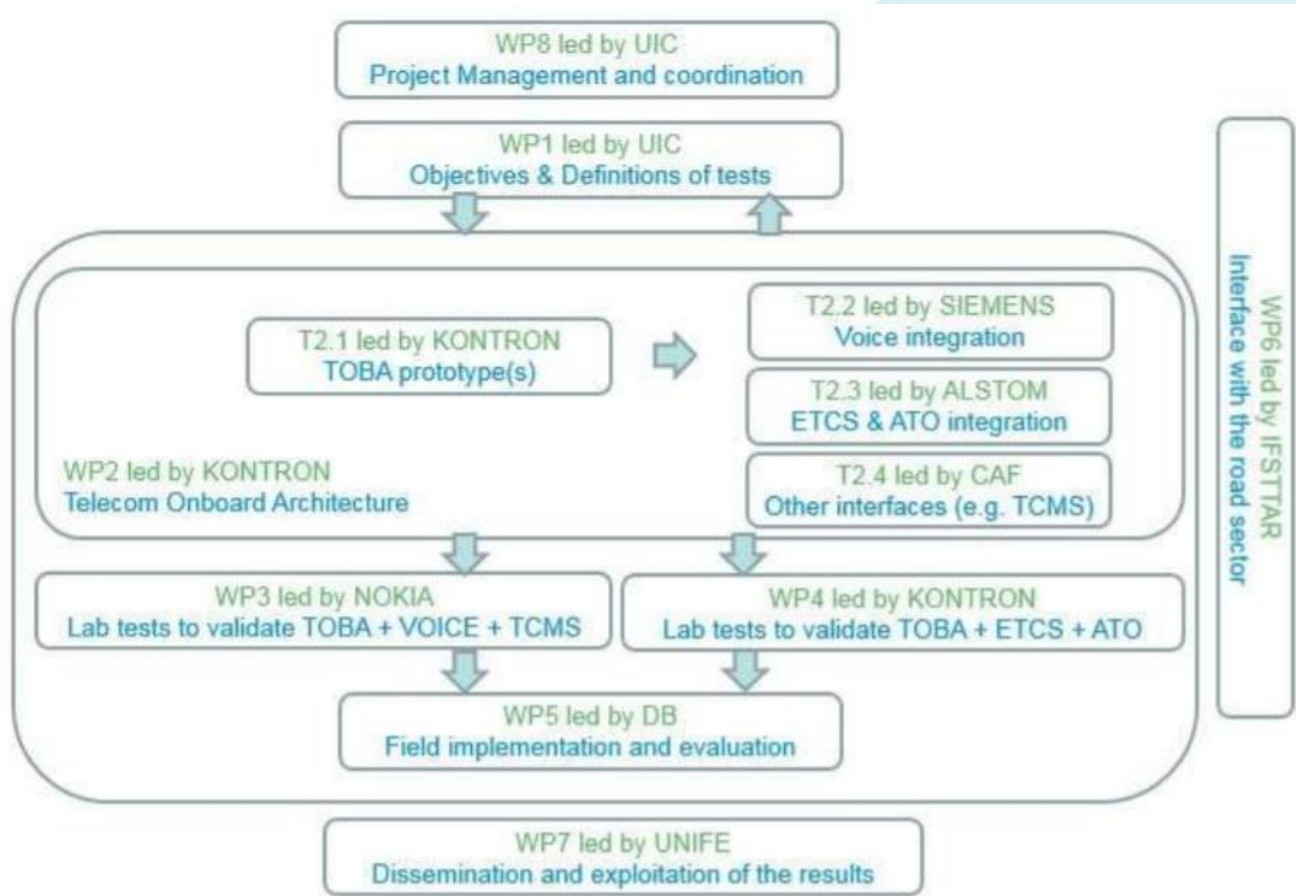 WP8 led by UIC
Project Management and coordination
WP1 led by UIC
Objectives & Definitions of tests
T2.1 led by KONTRON
TOBA prototype(s)
T2.2 led by SIEMENS
Voice integration
T2.3 led by ALSTOM
ETCS & ATO integration
T2.4 led by CAF
Other interfaces (e.g. TCMS)
WP2 led by KONTRON
Telecom Onboard Architecture
WP3 led by NOKIA
Lab tests to validate TOBA + VOICE + TCMS
WP4 led by KONTRON
Lab tests to validate TOBA + ETCS + ATO
WP5 led by DB
Field implementation and evaluation
WP6 led by IFSTTAR
Interface with the road sector
WP7 led by UNIFE
Dissemination and exploitation of the results